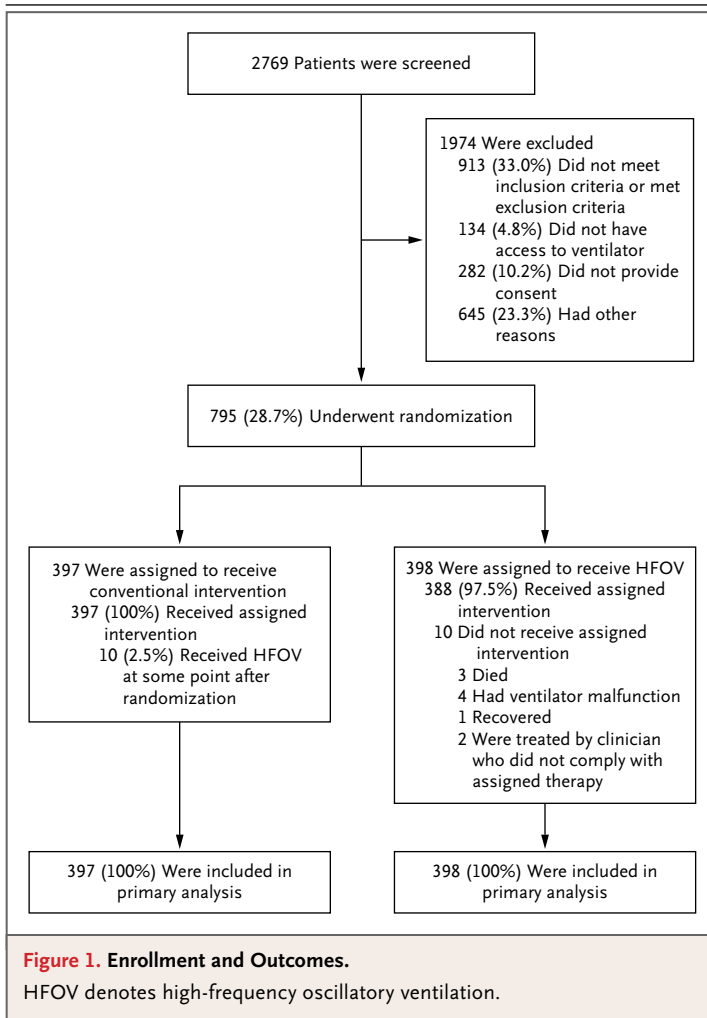 2769 Patients were screened
1974 Were excluded
913 (33.0%) Did not meet
inclusion criteria or met
exclusion criteria
134 (4.8%) Did not have
access to ventilator
282 (10.2%) Did not provide
consent
645 (23.3%) Had other
reasons
795 (28.7%) Underwent randomization
397 Were assigned to receive
conventional intervention
397 (100%) Received assigned
intervention
10 (2.5%) Received HFOV
at some point after
randomization
398 Were assigned to receive HFOV
388 (97.5%) Received assigned
intervention
10 Did not receive assigned
intervention
3 Died
4 Had ventilator malfunction
1 Recovered
2 Were treated by clinician
who did not comply with
assigned therapy
397 (100%) Were included in
primary analysis
398 (100%) Were included in
primary analysis
Figure 1. Enrollment and Outcomes.
HFOV denotes high-frequency oscillatory ventilation.